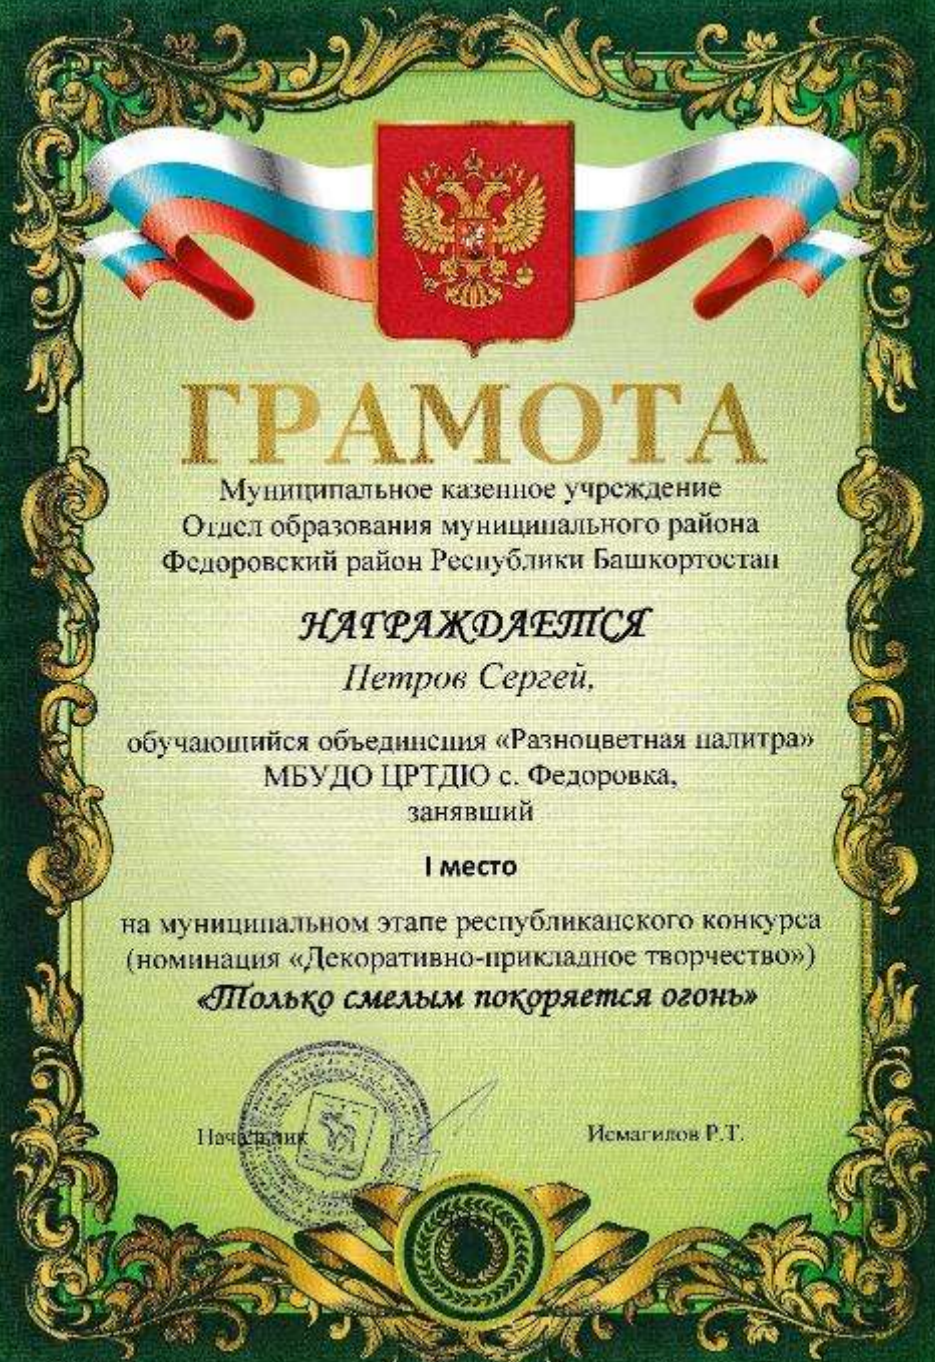 ГРАМОТА
Муниципальное казенное учреждение
Отдел образования муниципального района
Федоровский район Республики Башкортостан
НАГРАЖДАЕТСЯ
Петров Сергей,
обучающийся объединения «Разноцветная палитра»
МБУДО ЦРТДЮ с. Федоровка,
занявший
I место
на муниципальном этапе республиканского конкурса
(номинация «Декоративно-прикладное творчество»)
«Только смелым покоряется огонь»
Начальник Исмагилов Р.Т.